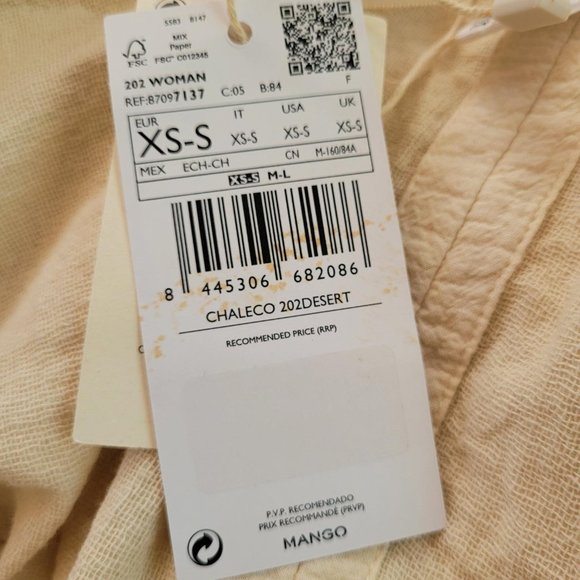 5583 B147
MIX
Paper
FSC FSC® C012345
202 WOMAN
REF:87097137 C:05 B:84 F
EUR IT USA UK
XS-S XS-S XS-S XS-S
MEX ECH-CH CN M-160/84A
XS-S M-L
8 445306 682086
CHALECO 202DESERT
RECOMMENDED PRICE (RRP)
P.V.P. RECOMENDADO
PRIX RECOMMANDÉ (PRVP)
MANGO